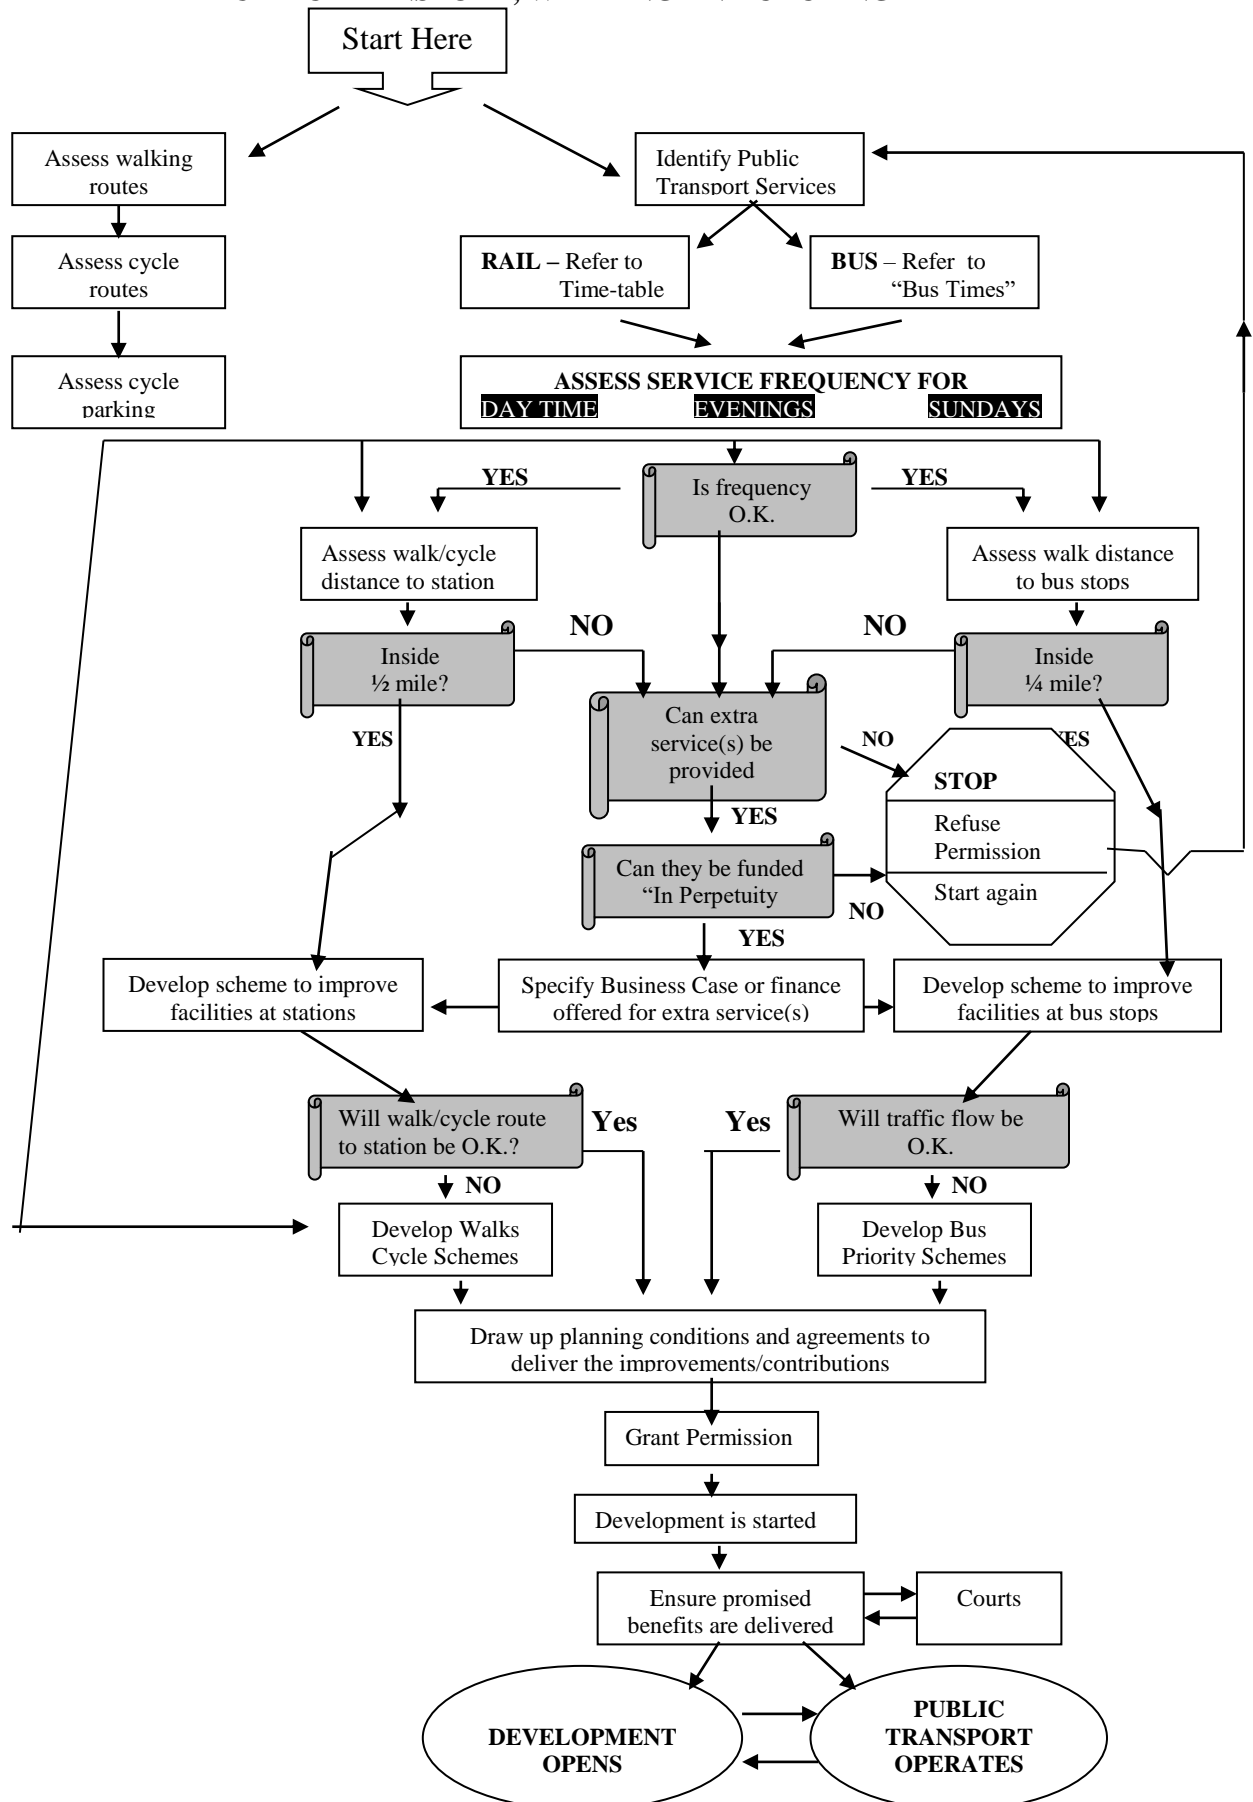 Start Here
Assess walking
routes
Identify Public
Transport Services
Assess cycle
routes
RAIL – Refer to
Time-table
BUS – Refer to
“Bus Times”
Assess cycle
parking
ASSESS SERVICE FREQUENCY FOR
DAY TIME EVENINGS SUNDAYS
YES
Is frequency
O.K.
YES
Assess walk/cycle
distance to station
Assess walk distance
to bus stops
NO
NO
Inside
½ mile?
Inside
¼ mile?
Can extra
service(s) be
provided
YES
NO
YES
STOP
Refuse
Permission
Start again
YES
Can they be funded
“In Perpetuity
NO
YES
Develop scheme to improve
facilities at stations
Specify Business Case or finance
offered for extra service(s)
Develop scheme to improve
facilities at bus stops
Will walk/cycle route
to station be O.K.?
Yes
Yes
Will traffic flow be
O.K.
NO
NO
Develop Walks
Cycle Schemes
Develop Bus
Priority Schemes
Draw up planning conditions and agreements to
deliver the improvements/contributions
Grant Permission
Development is started
Ensure promised
benefits are delivered
Courts
DEVELOPMENT
OPENS
PUBLIC
TRANSPORT
OPERATES